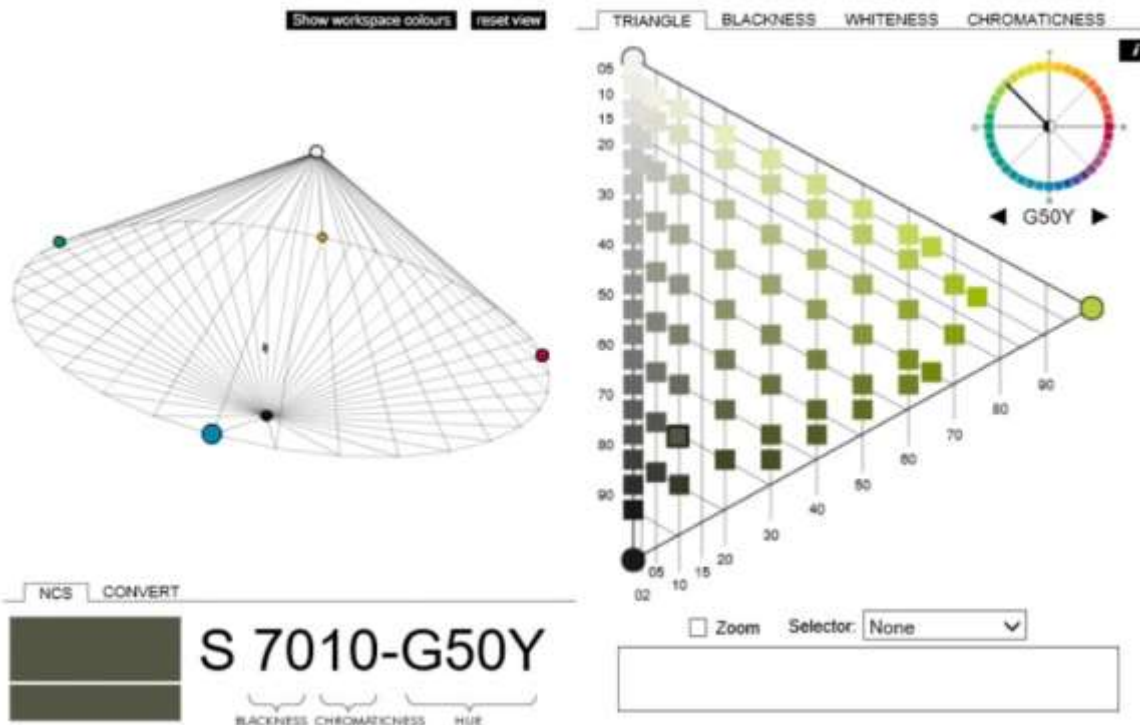 Show workspace colours reset view
TRIANGLE BLACKNESS WHITENESS CHROMATICNESS
i
05
10
15
20
30
40
50
60
70
80
90
G50Y
90
80
70
60
50
40
30
20
15
10
05
02
NCS CONVERT
S 7010-G50Y
BLACKNESS CHROMATICNESS HUE
Zoom Selector: None